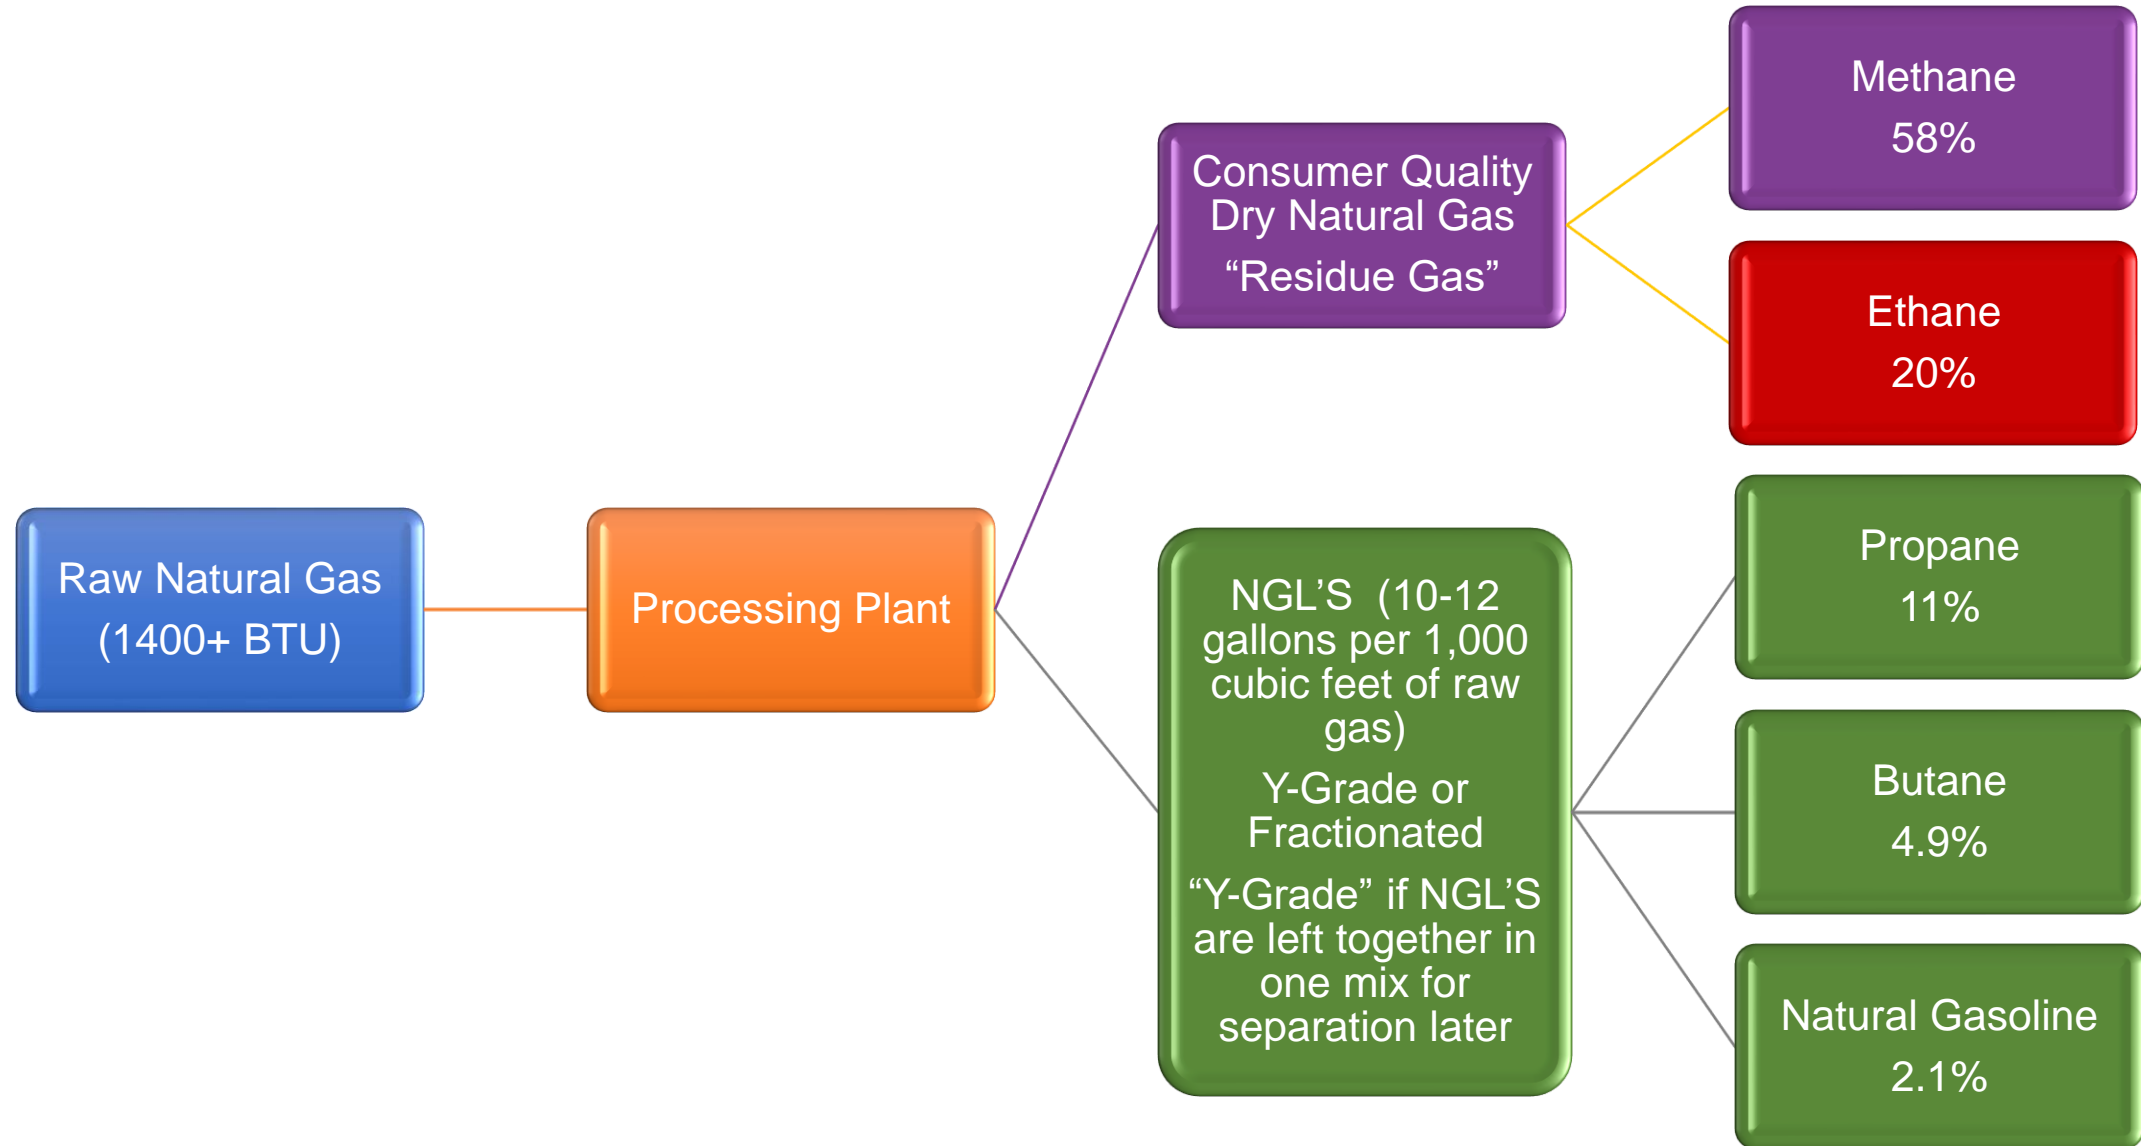 Raw Natural Gas
(1400+ BTU)
Processing Plant
Consumer Quality
Dry Natural Gas
“Residue Gas”
NGL’S  (10-12
gallons per 1,000
cubic feet of raw
gas)
Y-Grade or
Fractionated
“Y-Grade” if NGL’S
are left together in
one mix for
separation later
Methane
58%
Ethane
20%
Propane
11%
Butane
4.9%
Natural Gasoline
2.1%